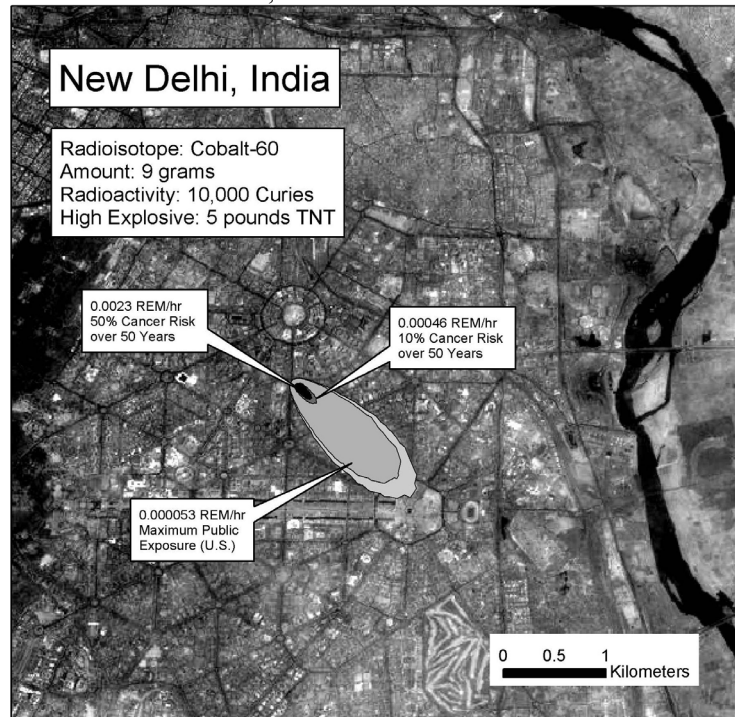 New Delhi, India
Radioisotope: Cobalt-60
Amount: 9 grams
Radioactivity: 10,000 Curies
High Explosive: 5 pounds TNT
0.0023 REM/hr
50% Cancer Risk
over 50 Years
0.00046 REM/hr
10% Cancer Risk
over 50 Years
0.000053 REM/hr
Maximum Public
Exposure (U.S.)
0 0.5 1
Kilometers